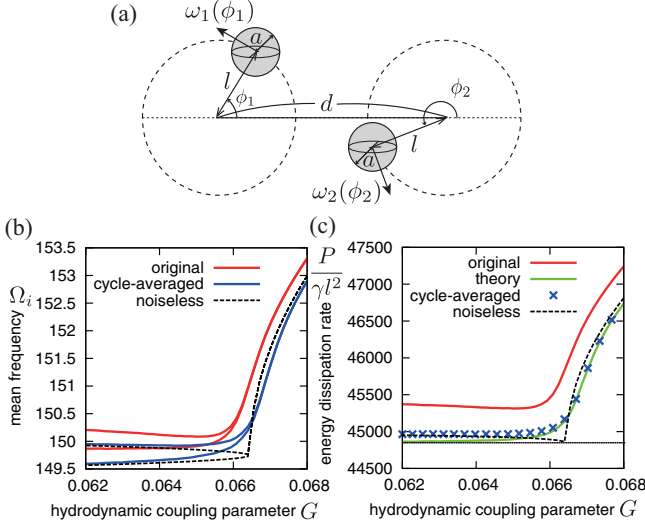 (a)
ω₁(ϕ₁)
a
l
ϕ₁
d
ϕ₂
a
l
ω₂(ϕ₂)
(b)
153.5
153
152.5
152
151.5
151
150.5
150
149.5
mean frequency Ωᵢ
original
cycle-averaged
noiseless
0.062
0.064
0.066
0.068
hydrodynamic coupling parameter G
(c)
47500
47000
46500
46000
45500
45000
44500
energy dissipation rate P/γl²
original
theory
cycle-averaged
noiseless
0.062
0.064
0.066
0.068
hydrodynamic coupling parameter G